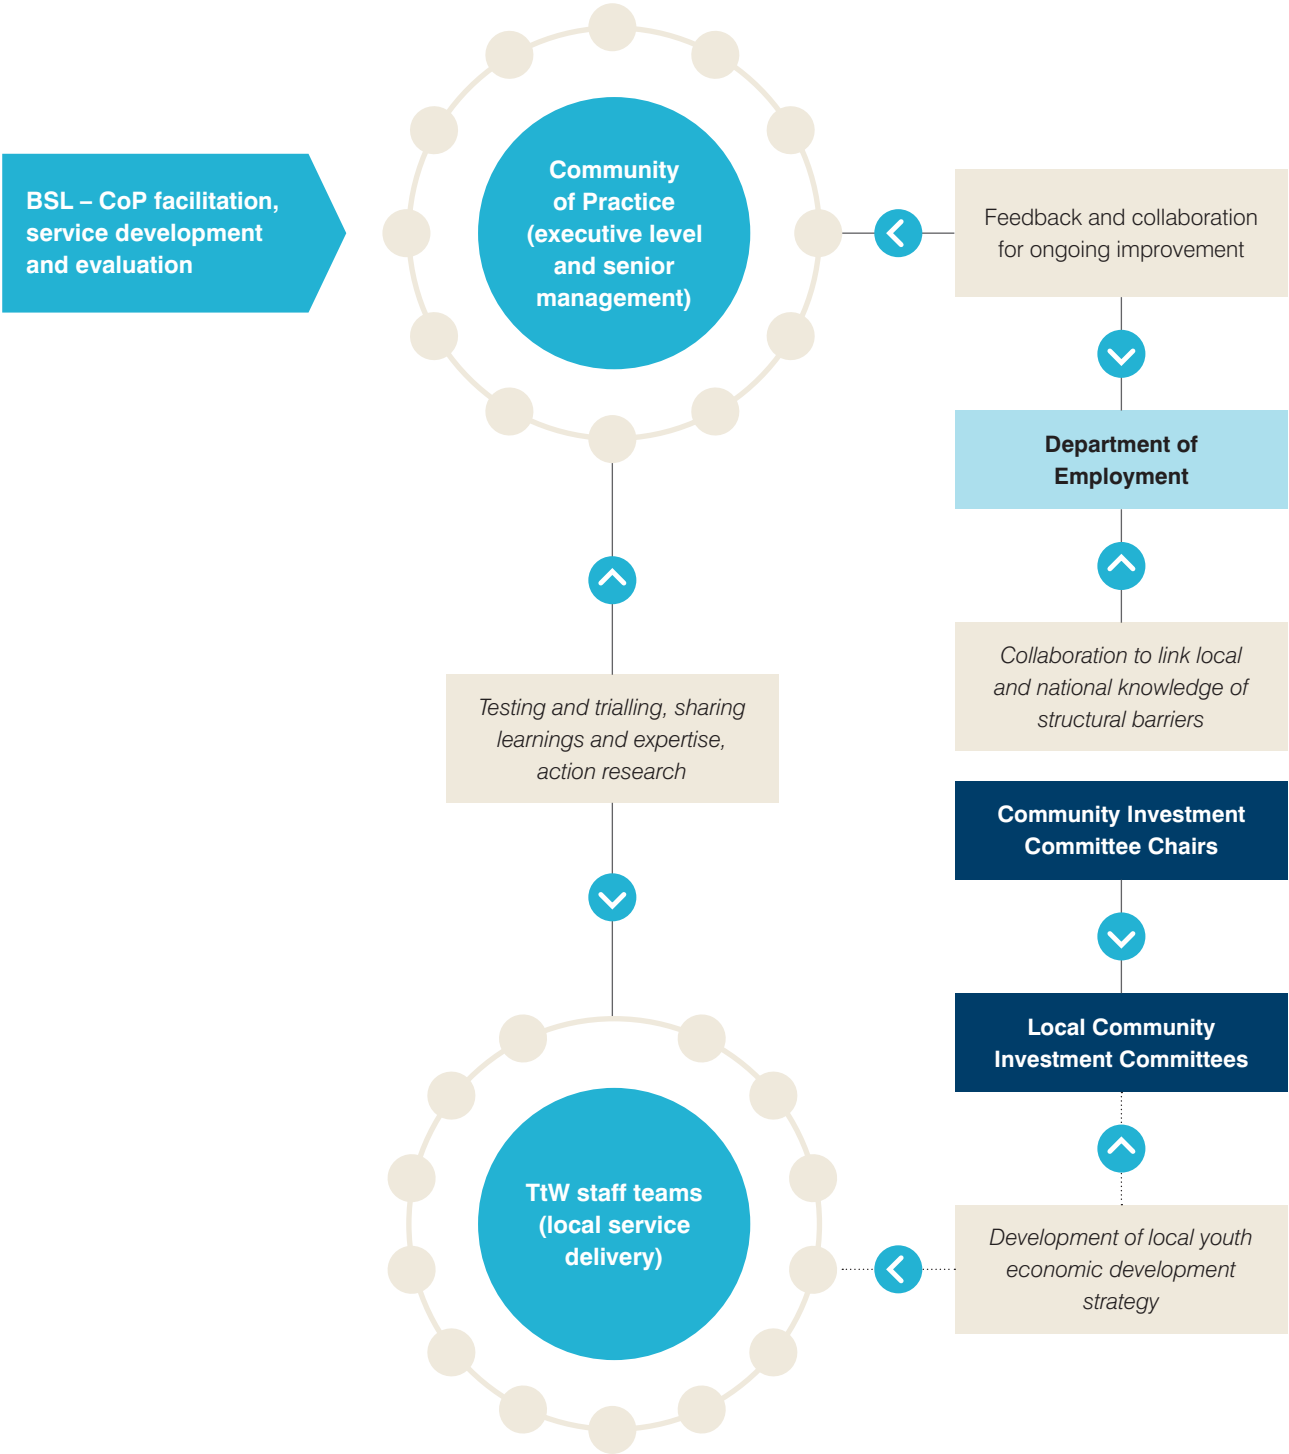 BSL – CoP facilitation,
service development
and evaluation
Community
of Practice
(executive level
and senior
management)
Feedback and collaboration
for ongoing improvement
Department of
Employment
Collaboration to link local
and national knowledge of
structural barriers
Testing and trialling, sharing
learnings and expertise,
action research
Community Investment
Committee Chairs
Local Community
Investment Committees
TtW staff teams
(local service
delivery)
Development of local youth
economic development
strategy